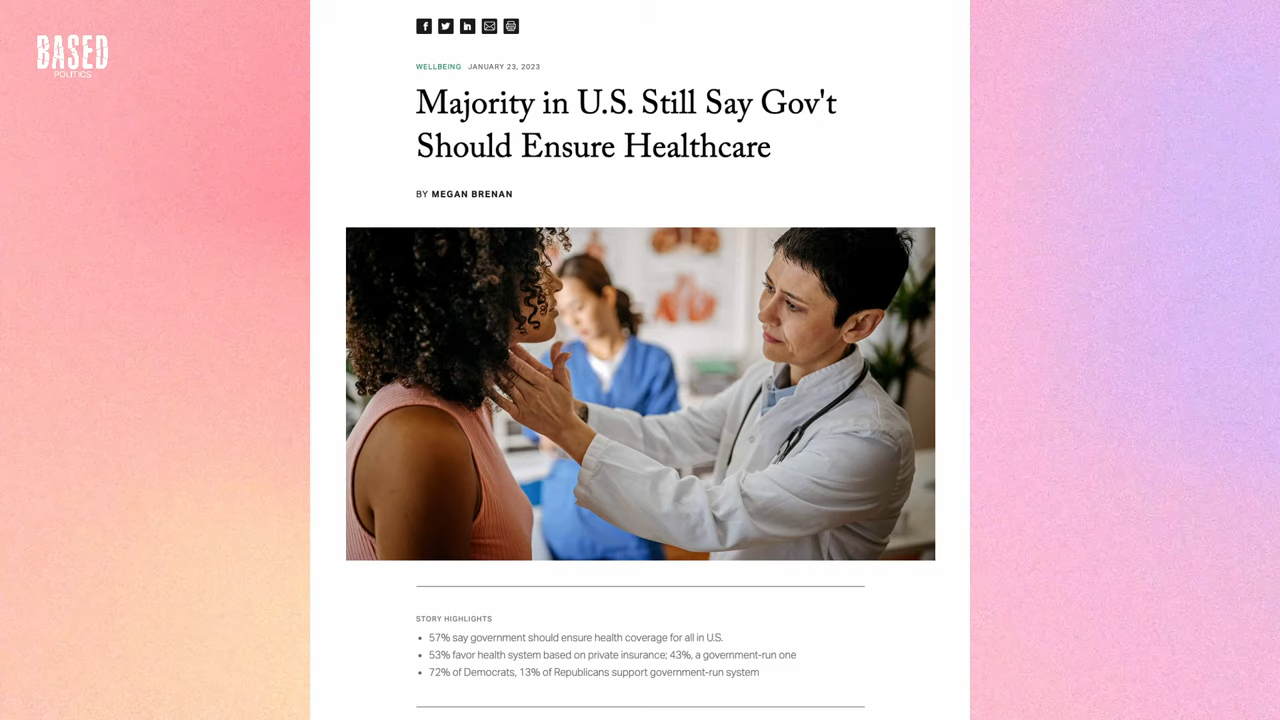 BASED
POLITICS
WELLBEING JANUARY 23, 2023
Majority in U.S. Still Say Gov't
Should Ensure Healthcare
BY MEGAN BRENAN
STORY HIGHLIGHTS
• 57% say government should ensure health coverage for all in U.S.
• 53% favor health system based on private insurance; 43%, a government-run one
• 72% of Democrats, 13% of Republicans support government-run system